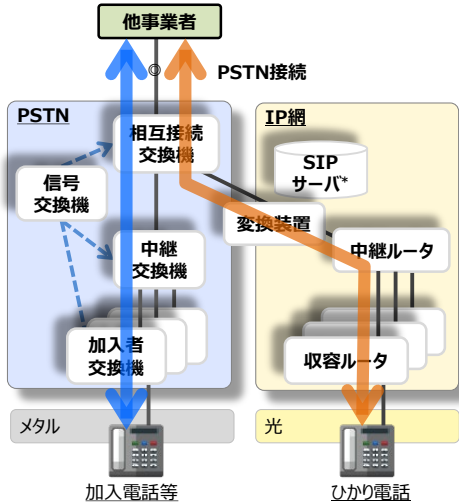 他事業者
◎
PSTN接続
PSTN
相互接続
交換機
信号
交換機
中継
交換機
加入者
交換機
IP網
SIP
サーバ*
変換装置
中継ルータ
収容ルータ
メタル
光
加入電話等
ひかり電話